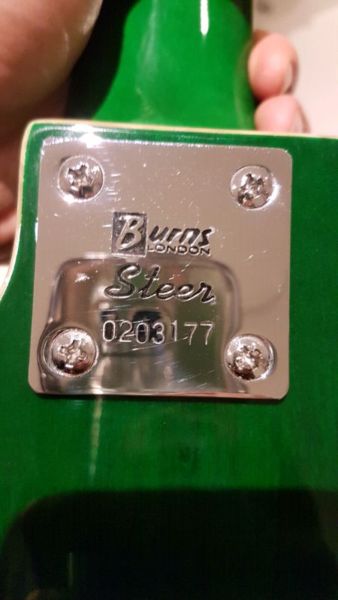 Burns
LONDON
Steer
0203177